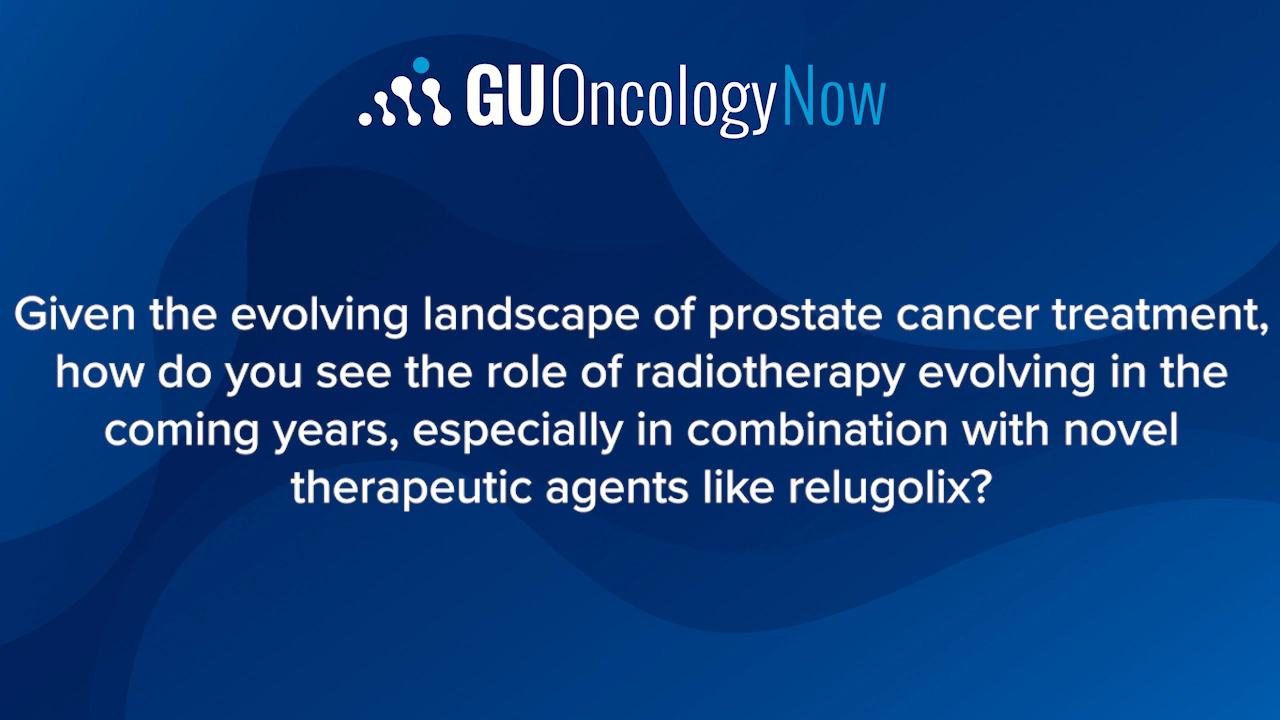 GUOncologyNow
Given the evolving landscape of prostate cancer treatment,
how do you see the role of radiotherapy evolving in the
coming years, especially in combination with novel
therapeutic agents like relugolix?